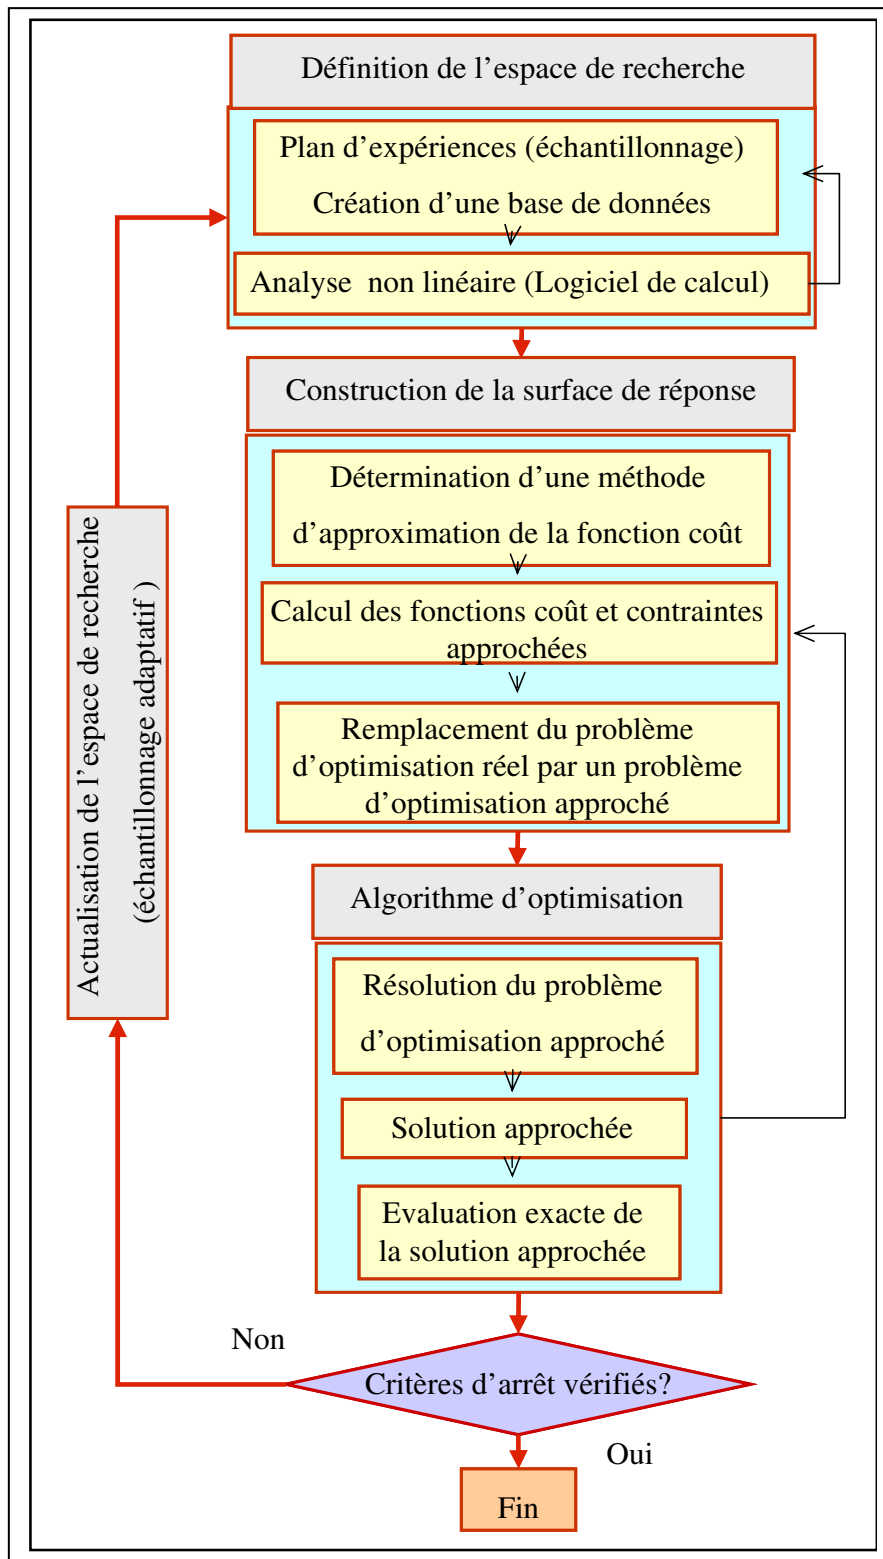 Définition de l’espace de recherche
Plan d’expériences (échantillonnage)
Création d’une base de données
Analyse non linéaire (Logiciel de calcul)
Construction de la surface de réponse
Détermination d’une méthode
d’approximation de la fonction coût
Calcul des fonctions coût et contraintes
approchées
Remplacement du problème
d’optimisation réel par un problème
d’optimisation approché
Actualisation de l’espace de recherche
(échantillonnage adaptatif )
Algorithme d’optimisation
Résolution du problème
d’optimisation approché
Solution approchée
Evaluation exacte de
la solution approchée
Non
Critères d’arrêt vérifiés?
Oui
Fin